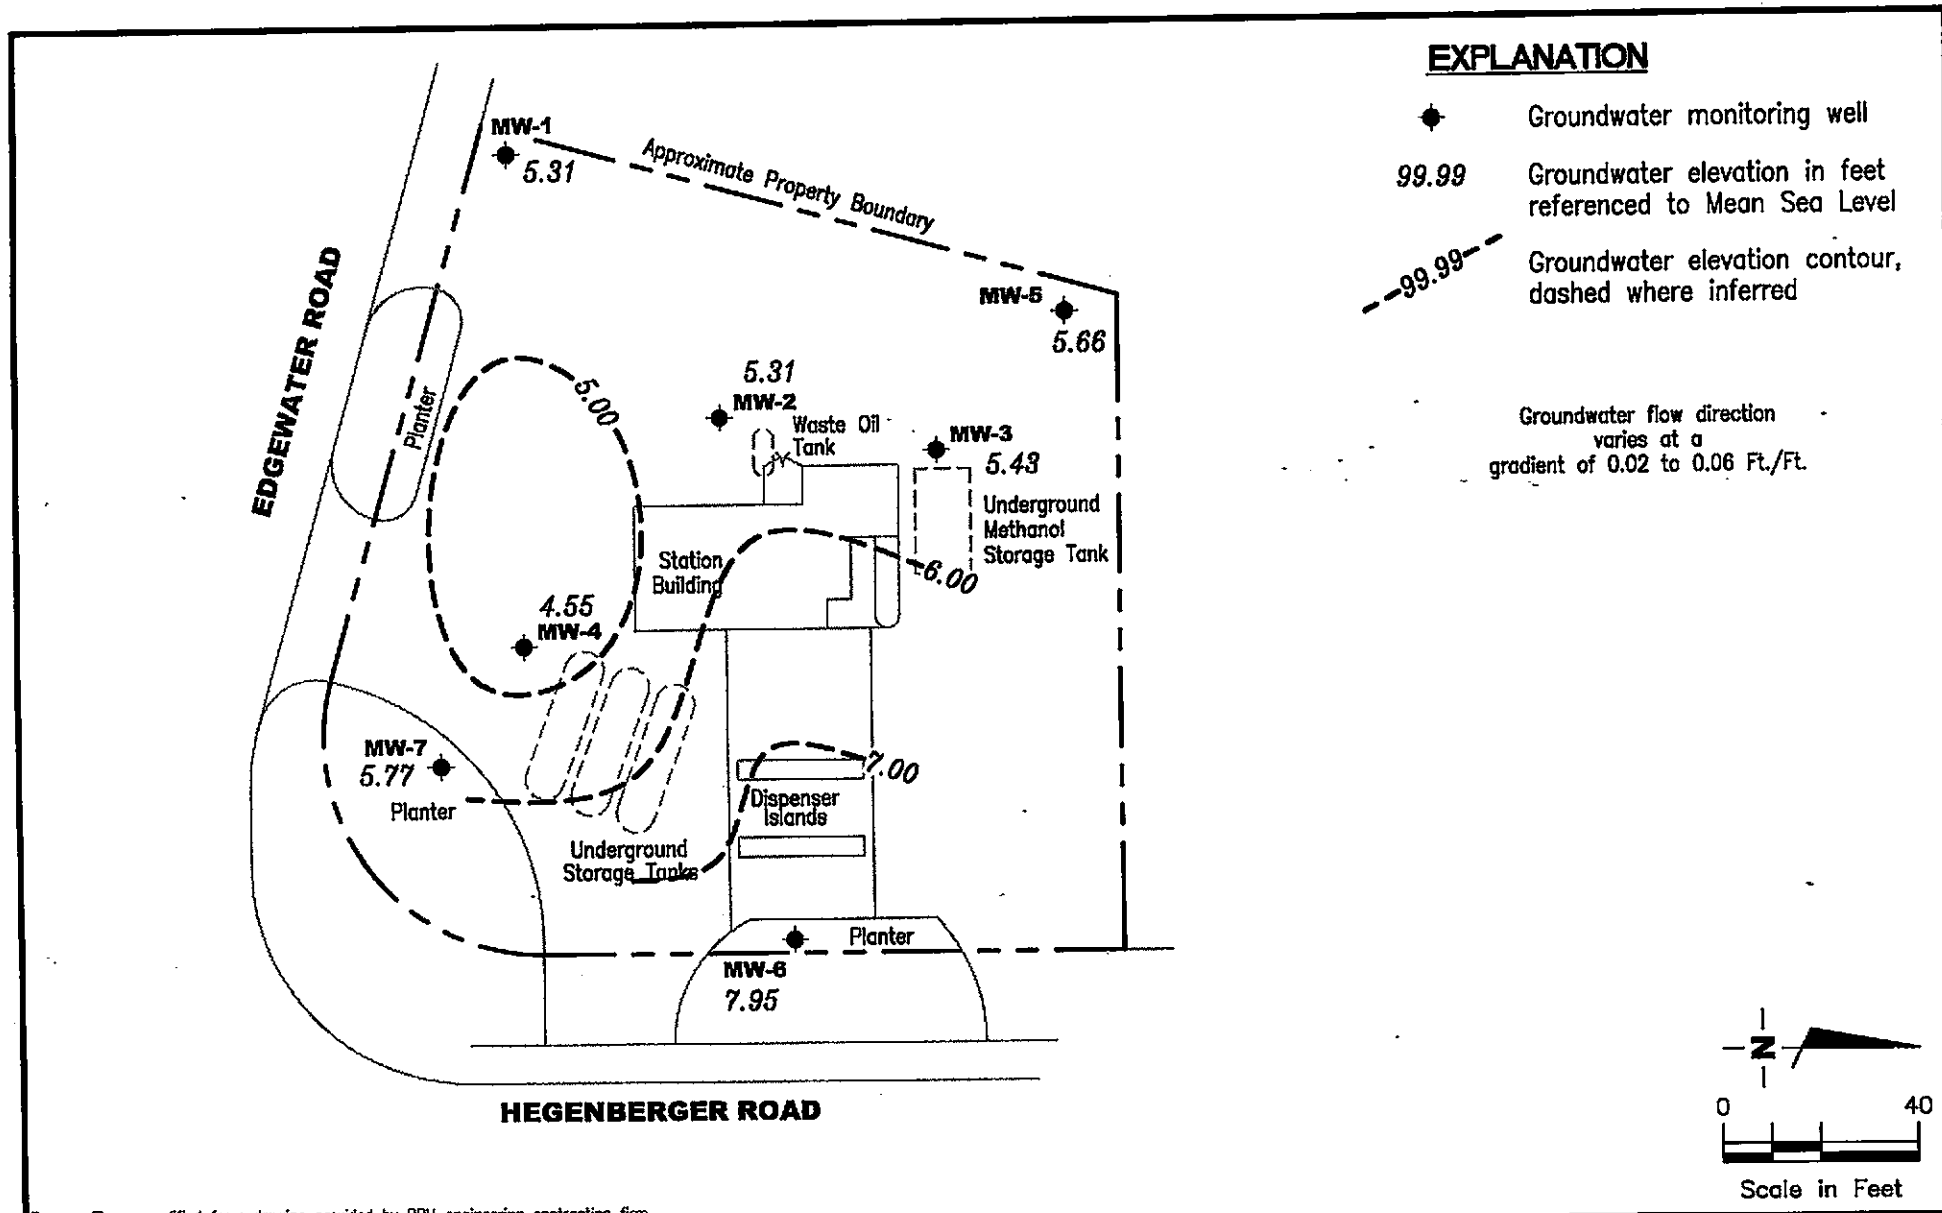 EXPLANATION
Groundwater monitoring well
99.99
Groundwater elevation in feet
referenced to Mean Sea Level
99.99
Groundwater elevation contour,
dashed where inferred
Groundwater flow direction
varies at a
gradient of 0.02 to 0.06 Ft./Ft.
MW-1
5.31
Approximate Property Boundary
EDGEWATER ROAD
Planter
5.00
MW-5
5.66
5.31
MW-2
Waste Oil
Tank
MW-3
5.43
Underground
Methanol
Storage Tank
Station
Building
6.00
4.55
MW-4
MW-7
5.77
Planter
7.00
Dispenser
Islands
Underground
Storage Tanks
Planter
MW-6
7.95
HEGENBERGER ROAD
N
0 40
Scale in Feet